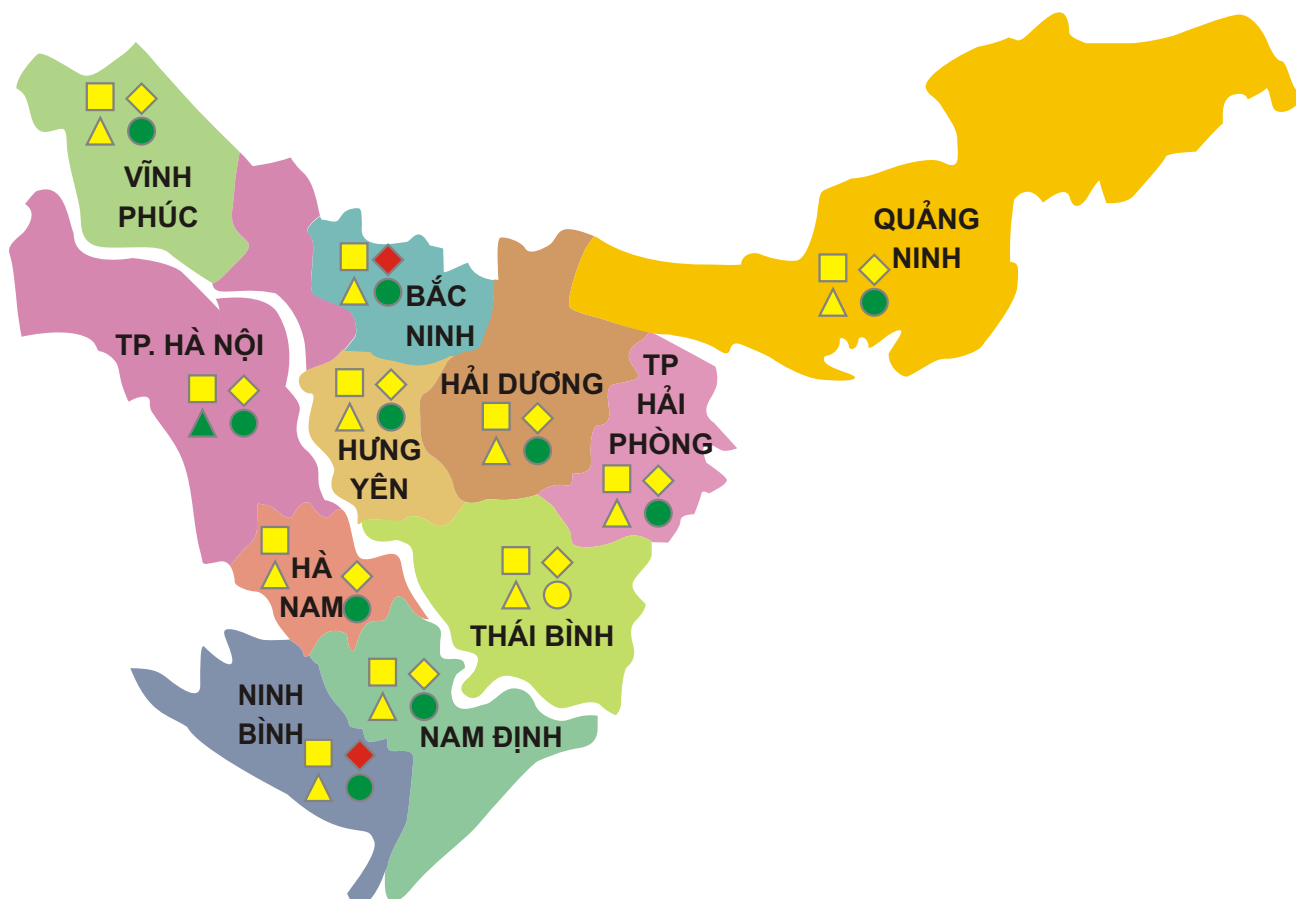 VĨNH
PHÚC
QUẢNG
NINH
BẮC
NINH
TP. HÀ NỘI
HẢI DƯƠNG
TP
HẢI
PHÒNG
HƯNG
YÊN
HÀ
NAM
THÁI BÌNH
NINH
BÌNH
NAM ĐỊNH